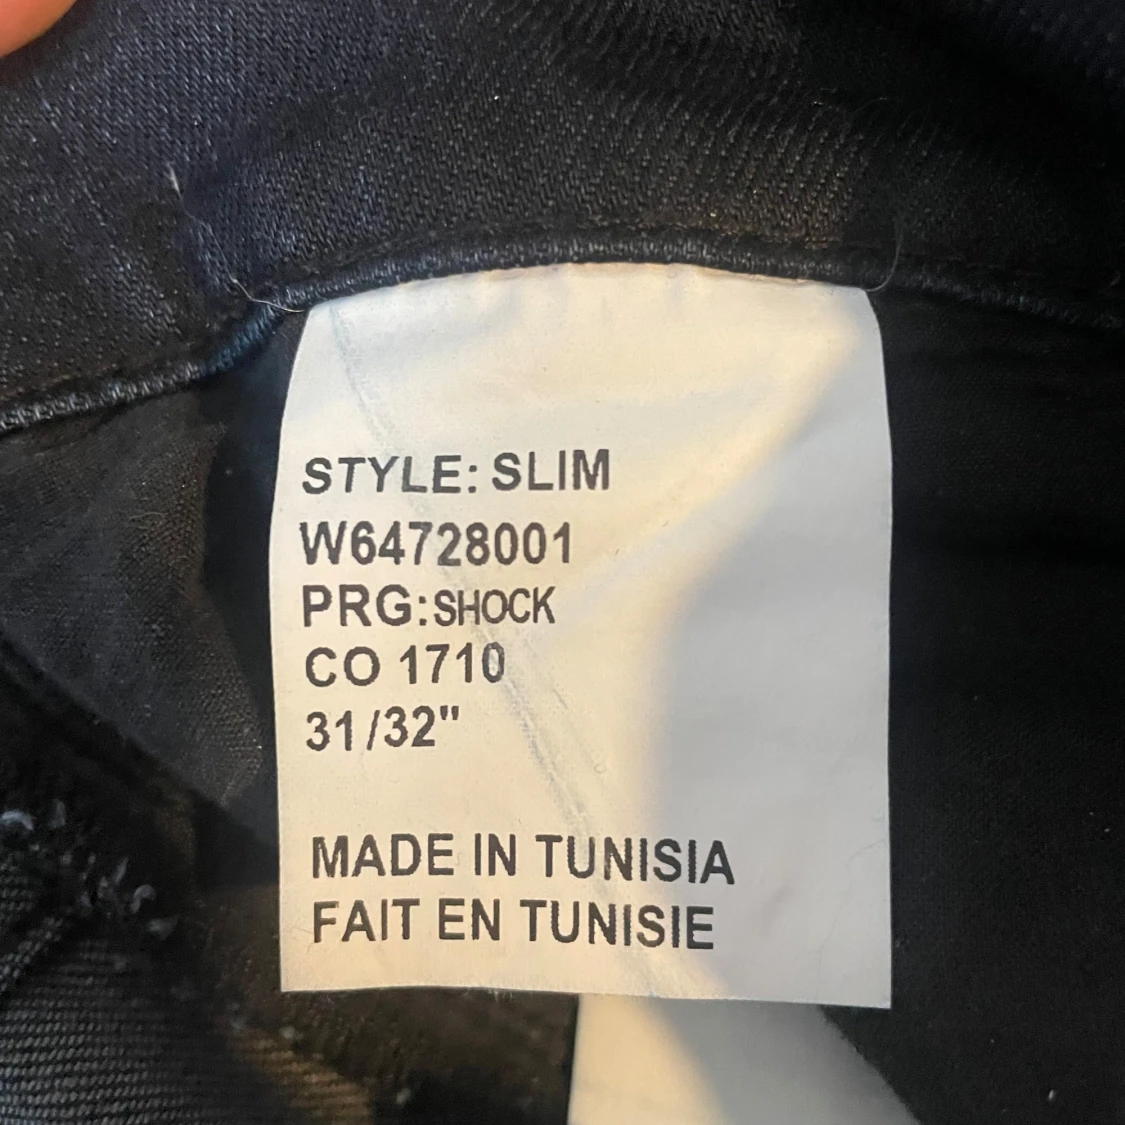 STYLE: SLIM
W64728001
PRG:SHOCK
CO 1710
31/32"
MADE IN TUNISIA
FAIT EN TUNISIE